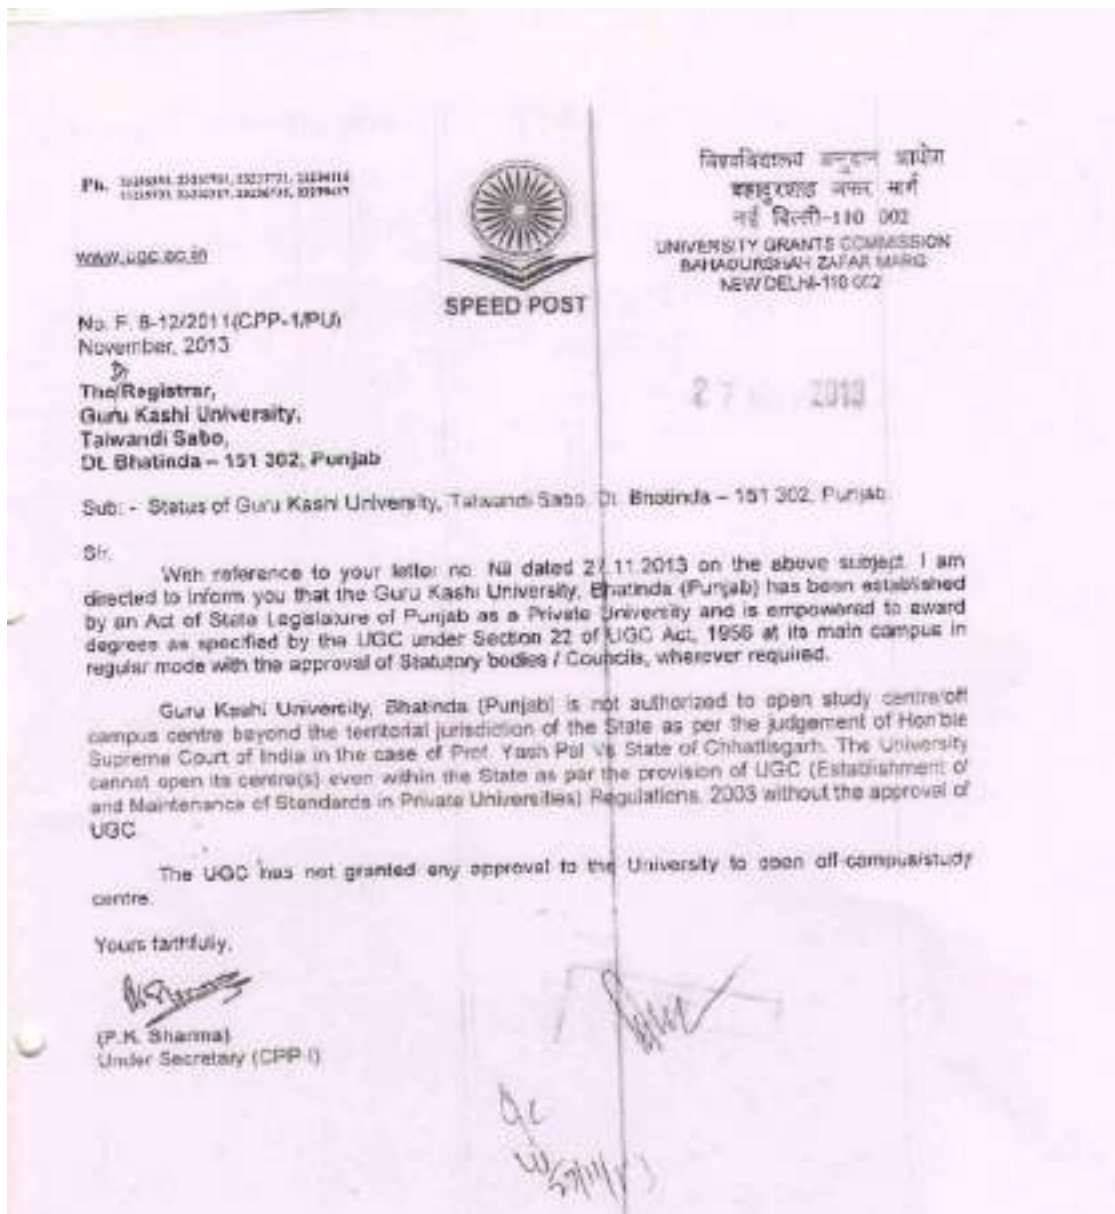 Ph.
www.ugc.ac.in
SPEED POST
विश्वविद्यालय अनुदान आयोग
बहादुरशाह जफर मार्ग
नई दिल्ली-110 002
UNIVERSITY GRANTS COMMISSION
BAHADURSHAH ZAFAR MARG
NEW DELHI-110 002
No. F. 8-12/2011(CPP-1/PU)
November, 2013
The Registrar,
Guru Kashi University,
Talwandi Sabo,
Dt. Bhatinda – 151 302, Punjab
2 7 2013
Sub: - Status of Guru Kashi University, Talwandi Sabo, Dt. Bhatinda – 151 302, Punjab.
Sir,
With reference to your letter no. Nil dated 27.11.2013 on the above subject. I am
directed to inform you that the Guru Kashi University, Bhatinda (Punjab) has been established
by an Act of State Legislature of Punjab as a Private University and is empowered to award
degrees as specified by the UGC under Section 22 of UGC Act, 1956 at its main campus in
regular mode with the approval of Statutory bodies / Councils, wherever required.
Guru Kashi University, Bhatinda (Punjab) is not authorized to open study centre/off
campus centre beyond the territorial jurisdiction of the State as per the judgement of Hon'ble
Supreme Court of India in the case of Prof. Yash Pal Vs State of Chhattisgarh. The University
cannot open its centre(s) even within the State as per the provision of UGC (Establishment of
and Maintenance of Standards in Private Universities) Regulations, 2003 without the approval of
UGC.
The UGC has not granted any approval to the University to open off-campus/study
centre.
Yours faithfully,
(P.K. Sharma)
Under Secretary (CPP-I)